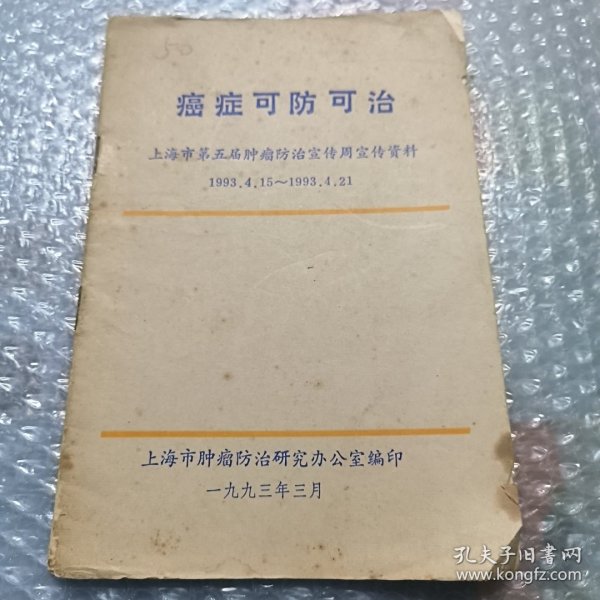 50
癌症可防可治
上海市第五届肿瘤防治宣传周宣传资料
1993.4.15～1993.4.21
上海市肿瘤防治研究办公室编印
一九九三年三月
孔夫子旧书网
www.kongfz.com